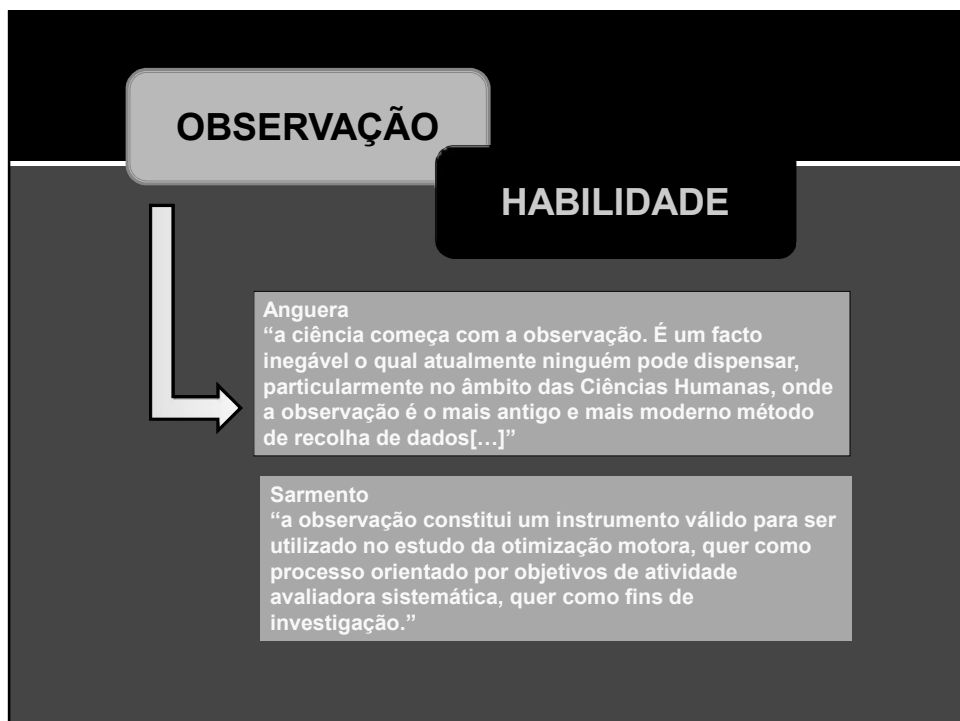 OBSERVAÇÃO
HABILIDADE
Anguera
“a ciência começa com a observação. É um facto
inegável o qual atualmente ninguém pode dispensar,
particularmente no âmbito das Ciências Humanas, onde
a observação é o mais antigo e mais moderno método
de recolha de dados[…]”
Sarmento
“a observação constitui um instrumento válido para ser
utilizado no estudo da otimização motora, quer como
processo orientado por objetivos de atividade
avaliadora sistemática, quer como fins de
investigação.”